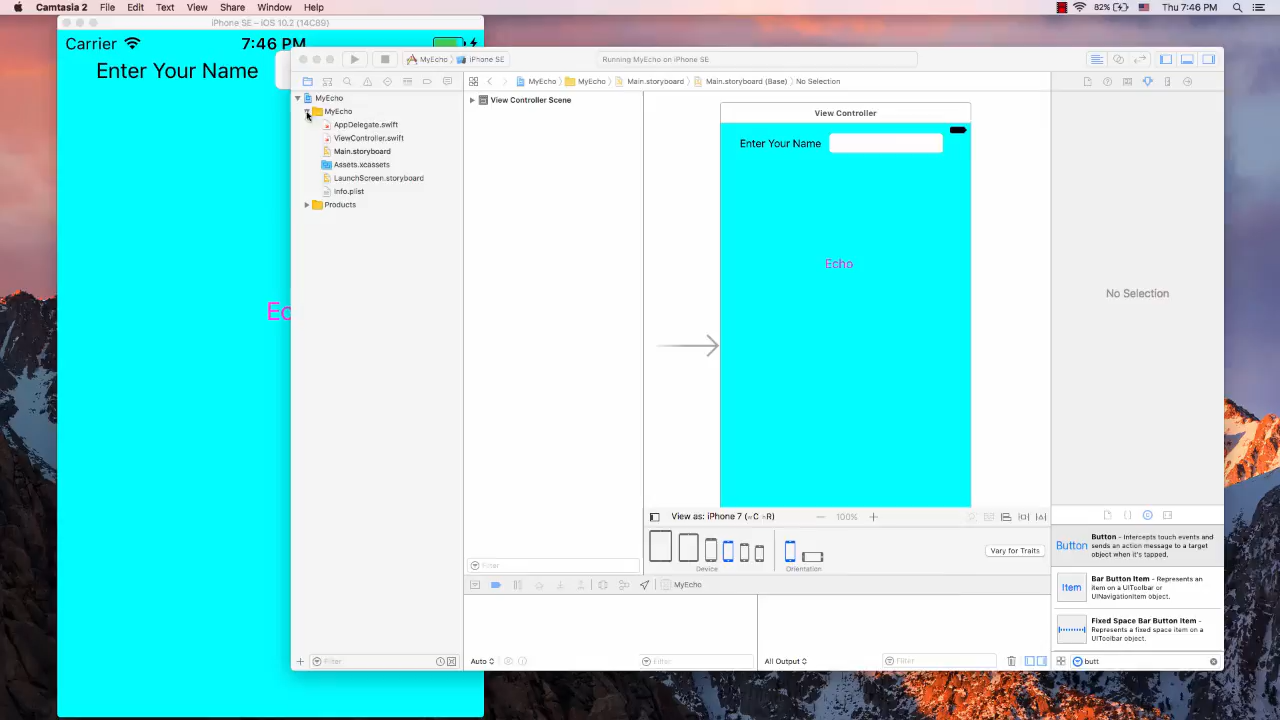 Camtasia 2 File Edit Text View Share Window Help 82% Thu 7:46 PM
iPhone SE – iOS 10.2 (14C89)
Carrier 7:46 PM
Enter Your Name
Ec
MyEcho iPhone SE Running MyEcho on iPhone SE
MyEcho MyEcho Main.storyboard Main.storyboard (Base) No Selection
MyEcho
MyEcho
AppDelegate.swift
ViewController.swift
Main.storyboard
Assets.xcassets
LaunchScreen.storyboard
Info.plist
Products
Filter
View Controller Scene
Filter
View Controller
Enter Your Name
Echo
View as: iPhone 7 (wC hR)
100%
Device
Orientation
Vary for Traits
MyEcho
Auto
Filter
All Output
Filter
No Selection
Button
Button – Intercepts touch events and
sends an action message to a target
object when it's tapped.
Item
Bar Button Item – Represents an
item on a UIToolbar or
UINavigationItem object.
Fixed Space Bar Button Item –
Represents a fixed space item on a
UIToolbar object.
butt